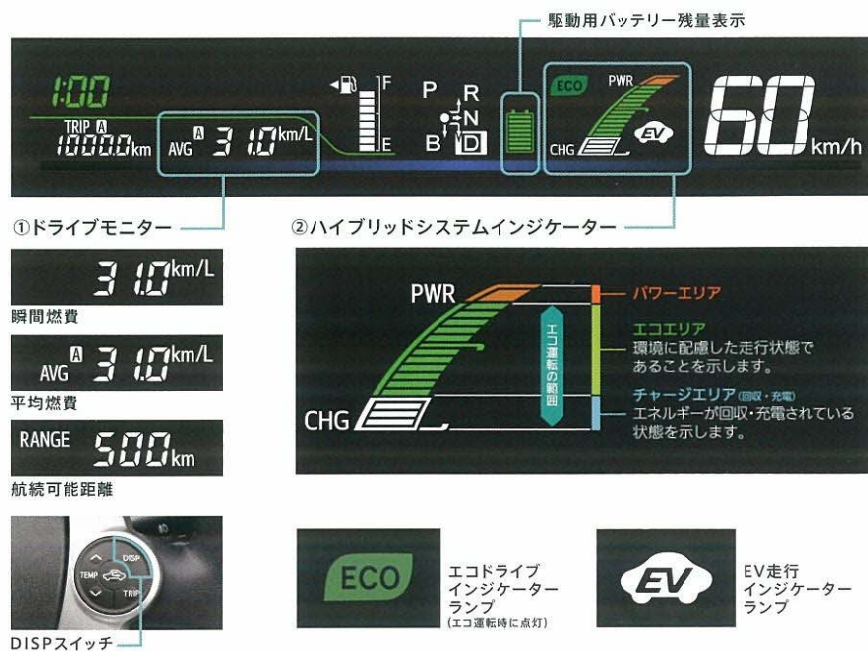 駆動用バッテリー残量表示
1:00
TRIP A
1000.0km
AVG A 31.0km/L
F
E
P
R
N
B
D
ECO
PWR
EV
CHG
60
km/h
①ドライブモニター
②ハイブリッドシステムインジケーター
31.0km/L
瞬間燃費
AVG A 31.0km/L
平均燃費
RANGE 500km
航続可能距離
PWR
CHG
エコ運転の範囲
パワーエリア
エコエリア
環境に配慮した走行状態で
あることを示します。
チャージエリア(回収・充電)
エネルギーが回収・充電されている
状態を示します。
DISP
TEMP
TRIP
DISPスイッチ
ECO
エコドライブ
インジケーター
ランプ
(エコ運転時に点灯)
EV
EV走行
インジケーター
ランプ